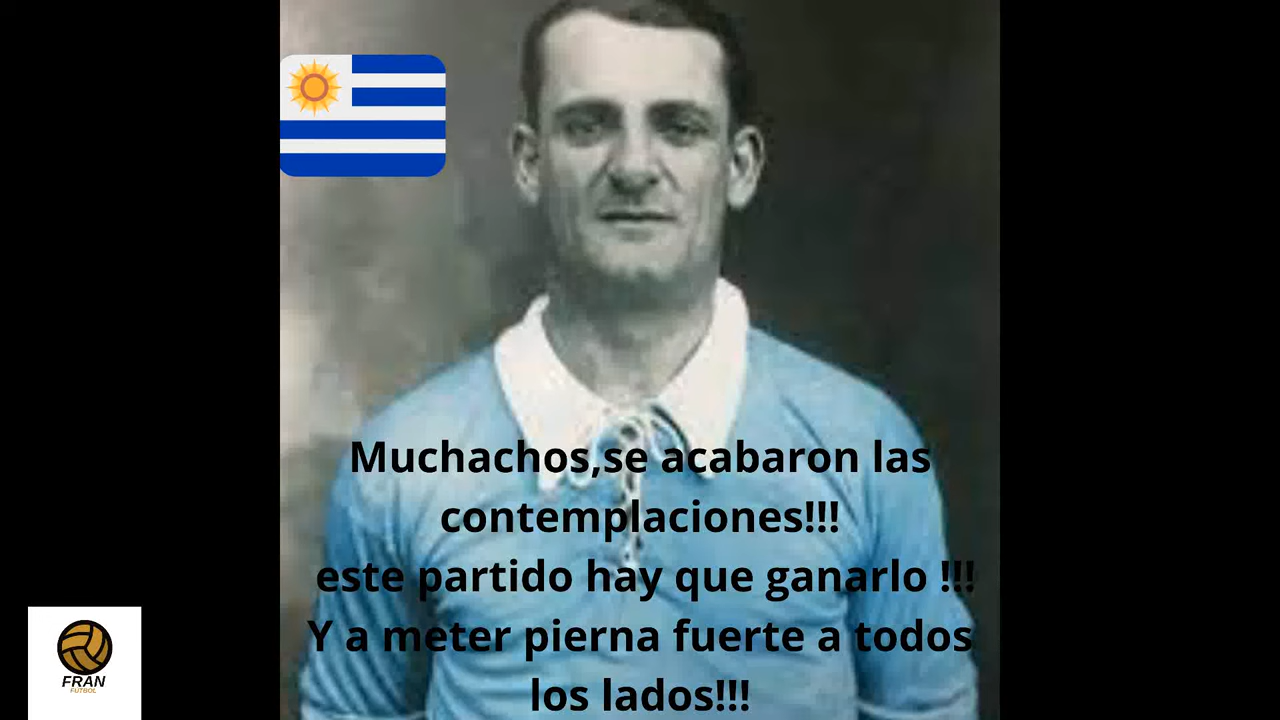 Muchachos,se acabaron las
contemplaciones!!!
este partido hay que ganarlo !!!
Y a meter pierna fuerte a todos
los lados!!!
FRAN
FUTBOL